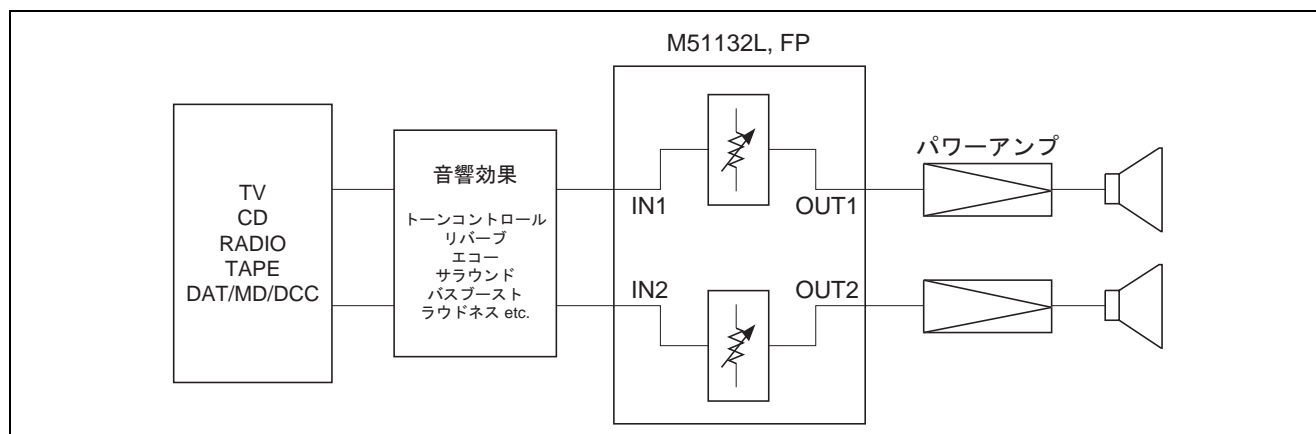 M51132L, FP
TV
CD
RADIO
TAPE
DAT/MD/DCC
音響効果
トーンコントロール
リバーブ
エコー
サラウンド
バスブースト
ラウドネス etc.
IN1
OUT1
IN2
OUT2
パワーアンプ